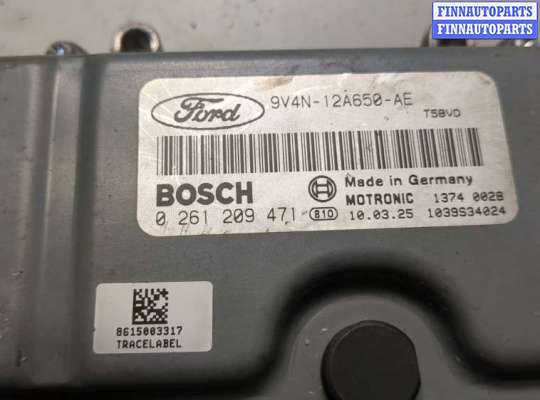 FINNAUTOPARTS
FINNAUTOPARTS
Ford
9V4N-12A650-AE
T5BVD
BOSCH
Made in Germany
MOTRONIC 1374 0028
0 261 209 471 B10 10.03.25 1039S34024
8615003317
TRACELABEL